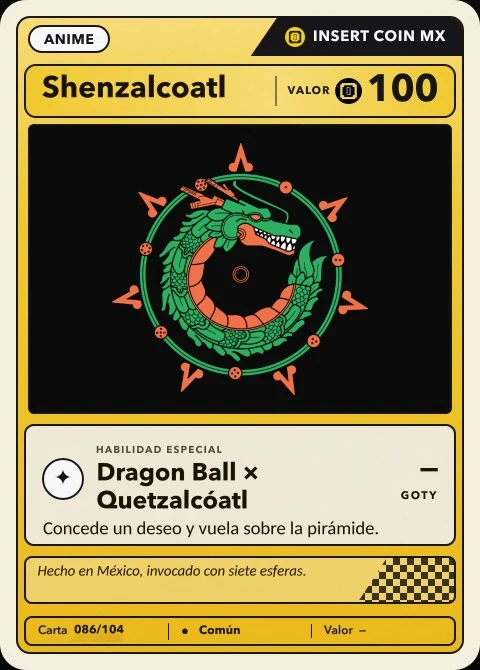 ANIME
INSERT COIN MX
Shenzalcoatl
VALOR 100
HABILIDAD ESPECIAL
Dragon Ball ×
Quetzalcóatl
—
GOTY
Concede un deseo y vuela sobre la pirámide.
Hecho en México, invocado con siete esferas.
Carta 086/104
• Común
Valor —